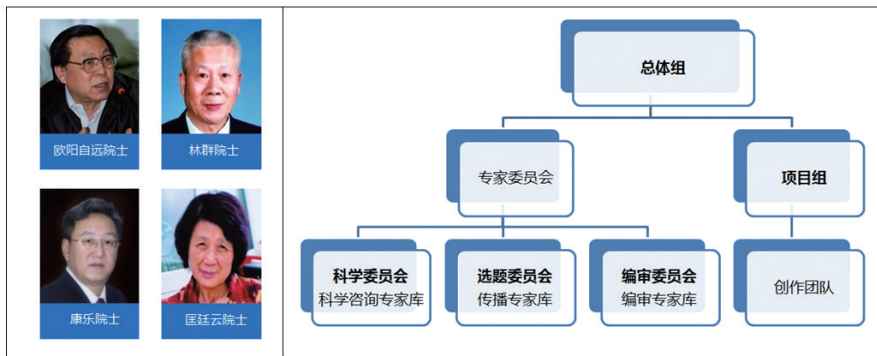 欧阳自远院士
林群院士
康乐院士
匡廷云院士
总体组
专家委员会
项目组
科学委员会
科学咨询专家库
选题委员会
传播专家库
编审委员会
编审专家库
创作团队